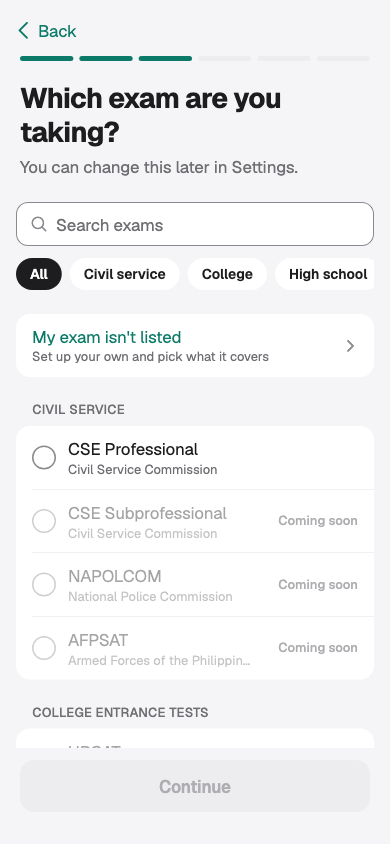 Back
Which exam are you
taking?
You can change this later in Settings.
Search exams
All
Civil service
College
High school
My exam isn't listed
Set up your own and pick what it covers
CIVIL SERVICE
CSE Professional
Civil Service Commission
CSE Subprofessional
Civil Service Commission
Coming soon
NAPOLCOM
National Police Commission
Coming soon
AFPSAT
Armed Forces of the Philippin...
Coming soon
COLLEGE ENTRANCE TESTS
Continue